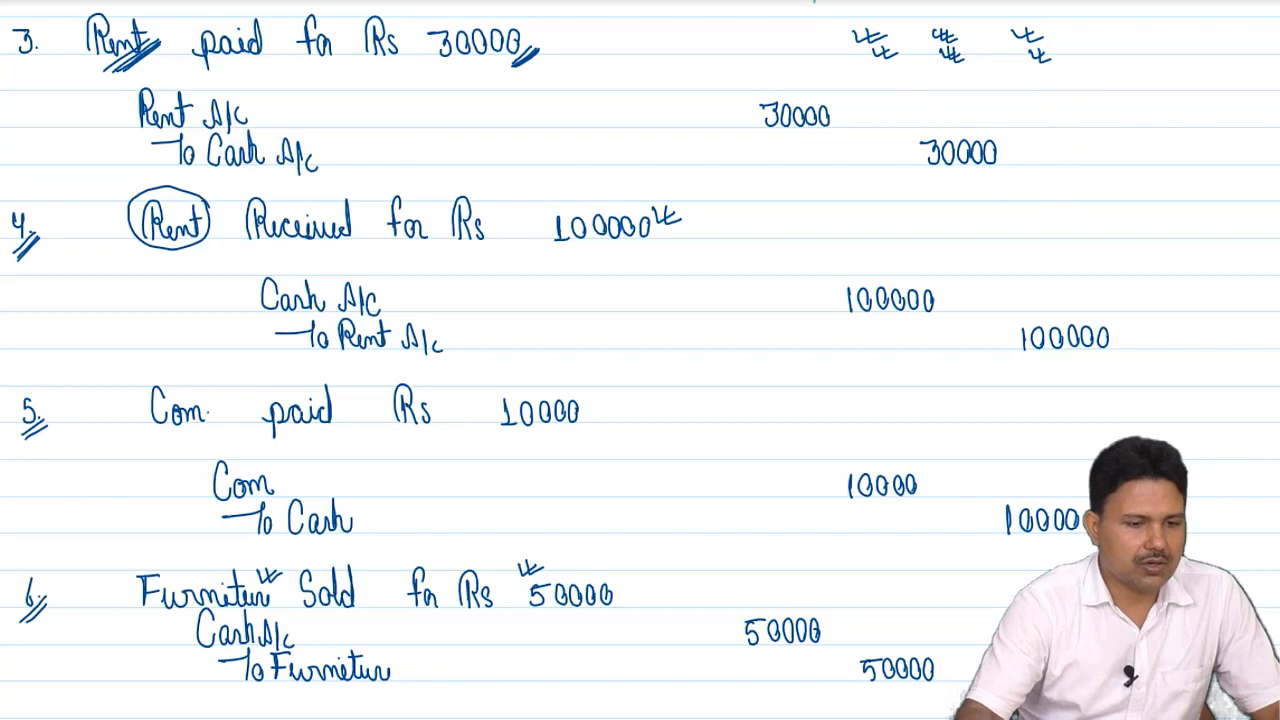 3. Rent paid for Rs 30000
Rent A/c 30000
To Cash A/c 30000
4. Rent Received for Rs 100000
Cash A/c 100000
To Rent A/c 100000
5. Com. paid Rs 10000
Com 10000
To Cash 10000
6. Furnitur Sold for Rs 50000
Cash A/c 50000
To Furnitur 50000